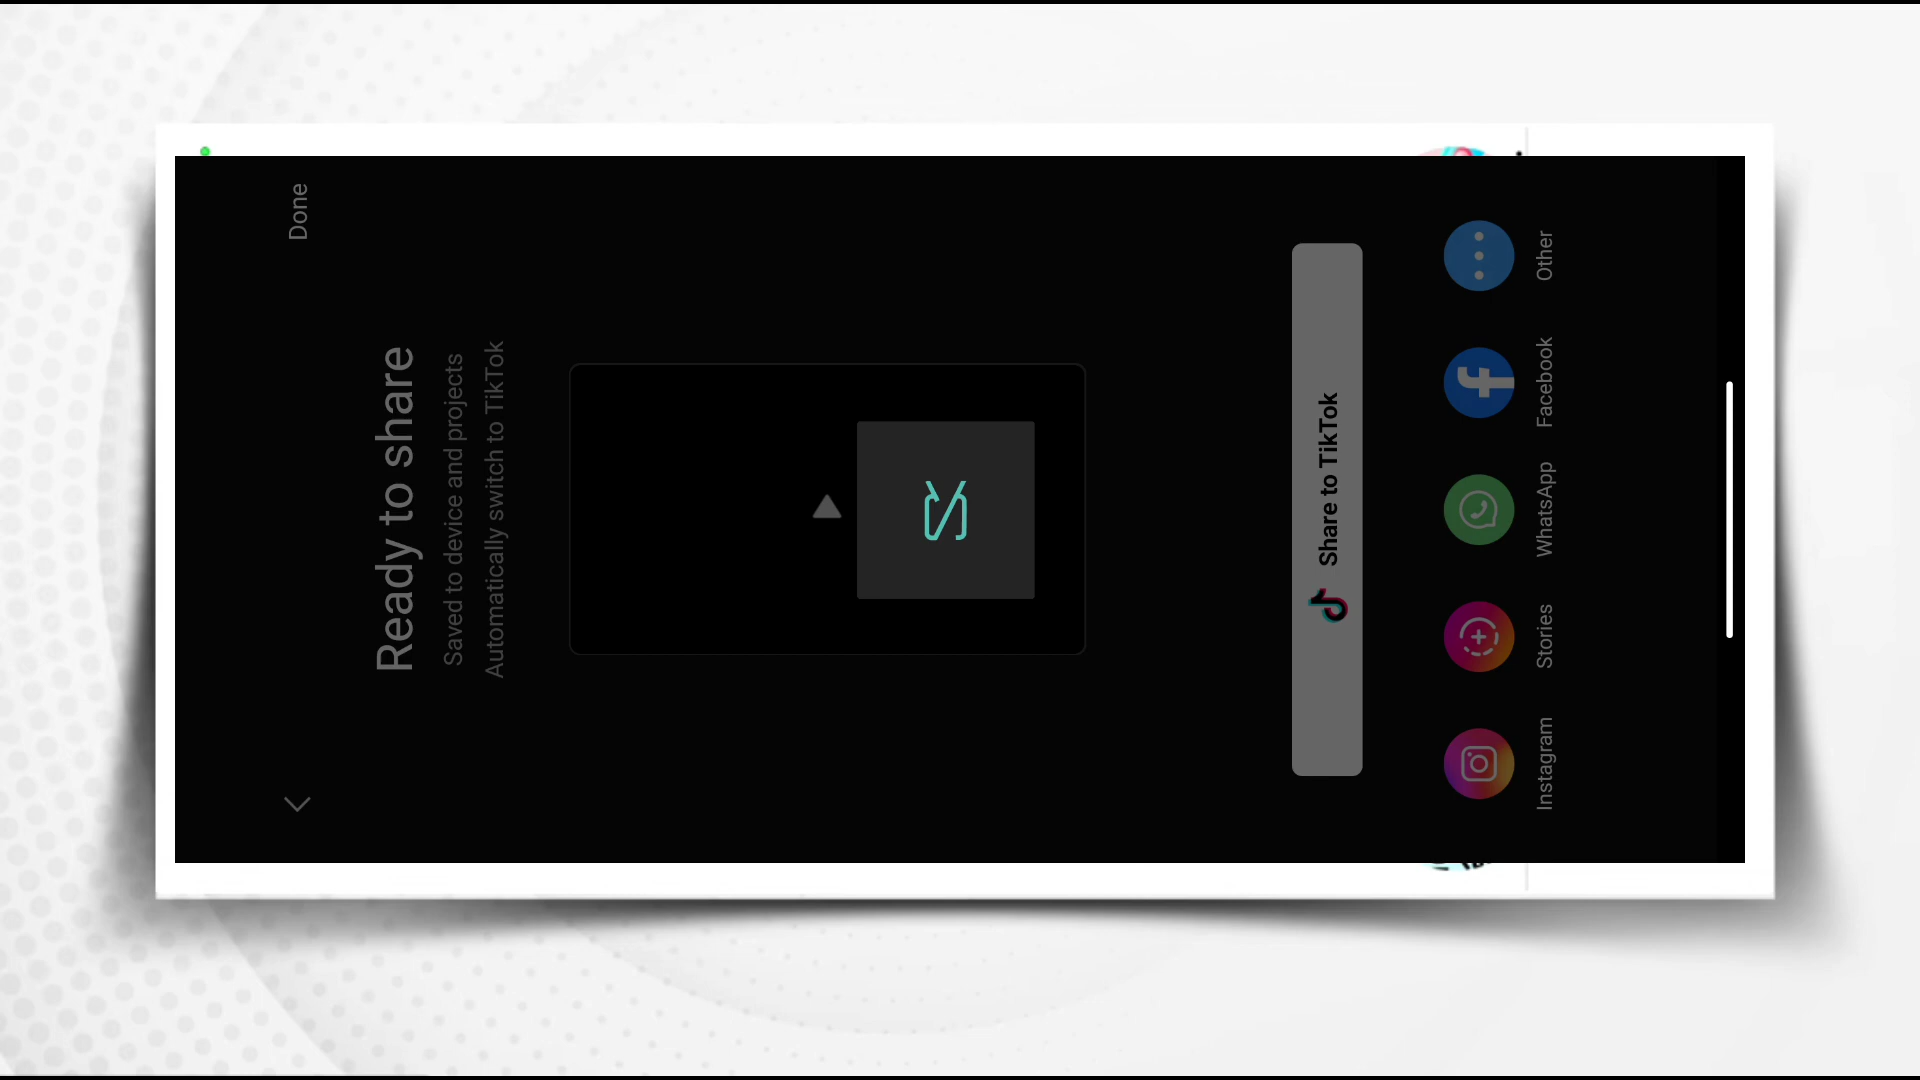 Done
Ready to share
Saved to device and projects
Automatically switch to TikTok
Share to TikTok
Instagram
Stories
WhatsApp
Facebook
Other